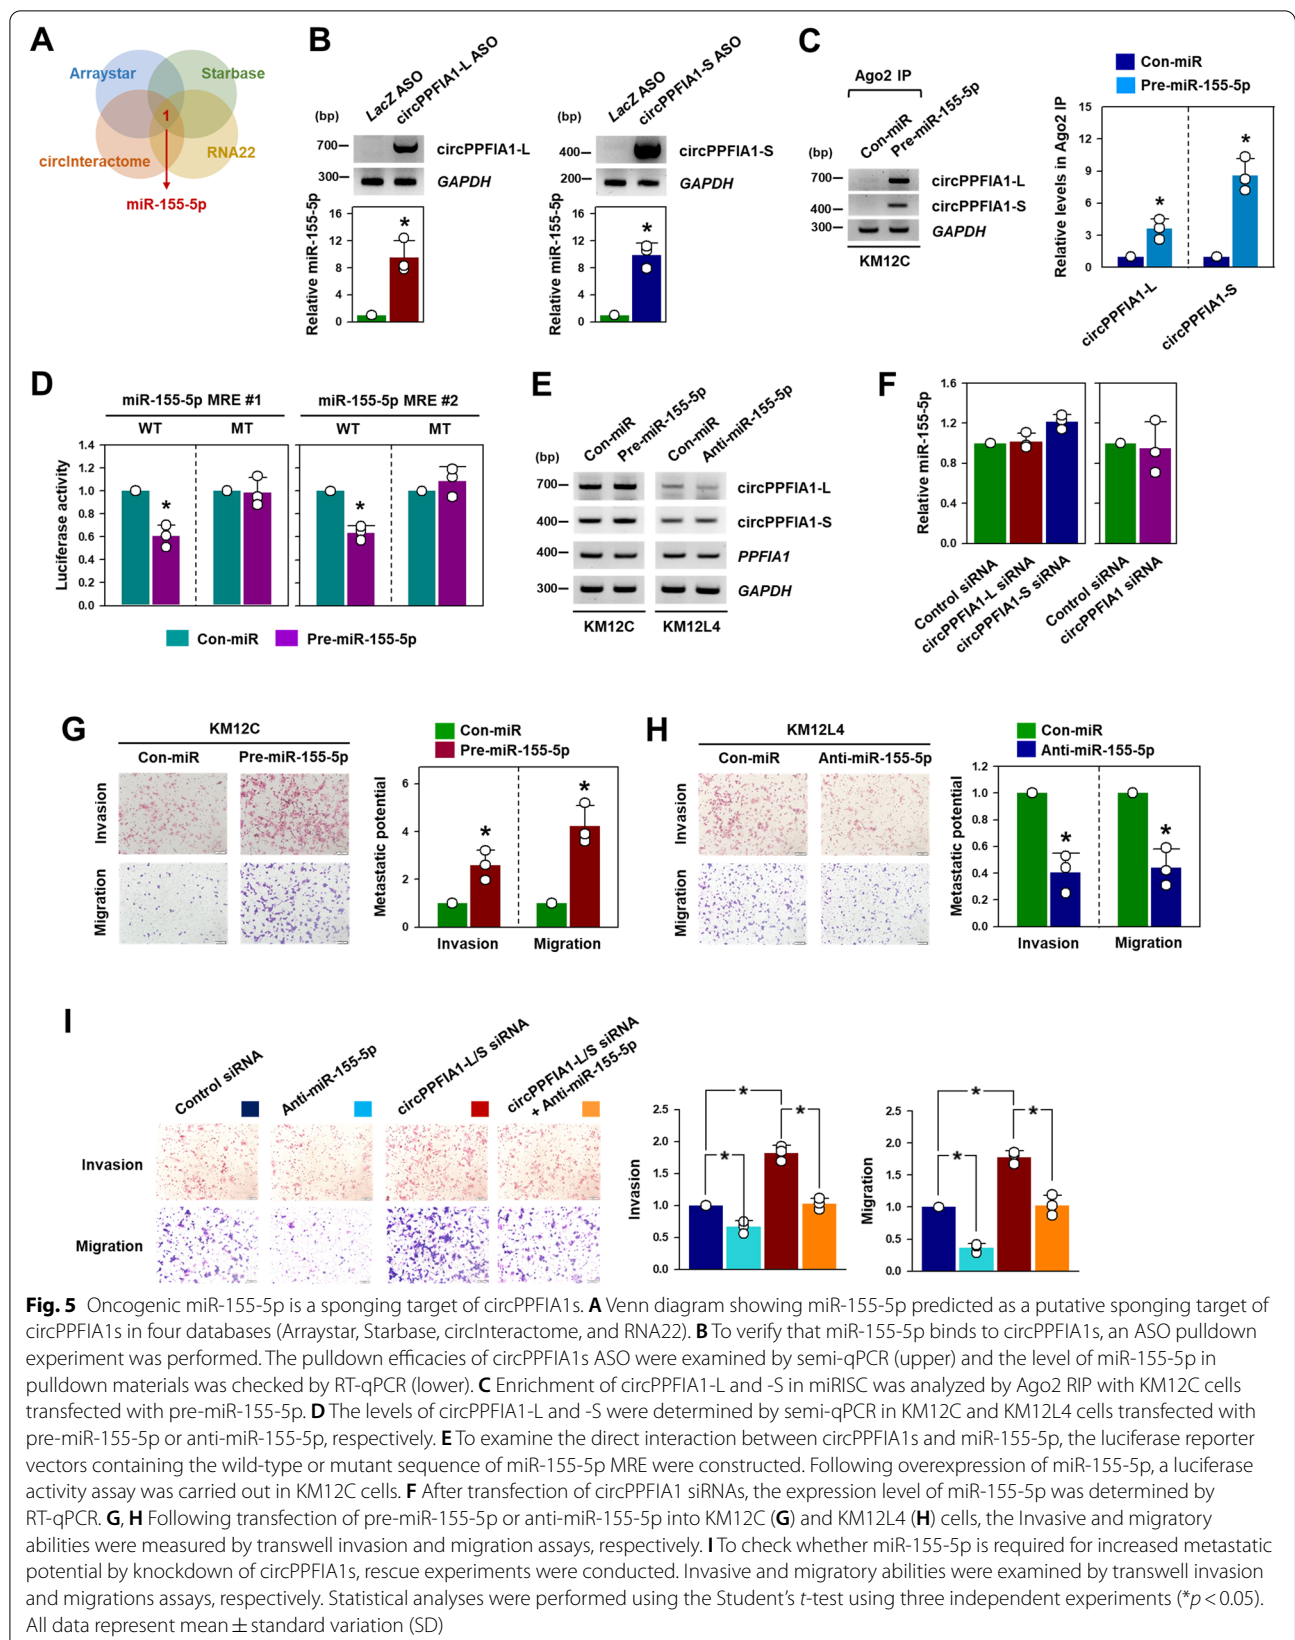 A
Arraystar
Starbase
1
circInteractome
RNA22
miR-155-5p
B
LacZ ASO
circPPFIA1-L ASO
(bp)
700
circPPFIA1-L
300
GAPDH
Relative miR-155-5p
16
12
8
4
0
*
LacZ ASO
circPPFIA1-S ASO
(bp)
400
circPPFIA1-S
200
GAPDH
Relative miR-155-5p
16
12
8
4
0
*
C
Ago2 IP
Con-miR
Pre-miR-155-5p
(bp)
700
circPPFIA1-L
400
circPPFIA1-S
300
GAPDH
KM12C
Con-miR
Pre-miR-155-5p
Relative levels in Ago2 IP
15
12
9
6
3
0
*
*
circPPFIA1-L
circPPFIA1-S
D
miR-155-5p MRE #1
miR-155-5p MRE #2
WT
MT
WT
MT
Luciferase activity
1.4
1.2
1.0
0.8
0.6
0.4
0.2
0.0
*
*
Con-miR
Pre-miR-155-5p
E
Con-miR
Pre-miR-155-5p
Con-miR
Anti-miR-155-5p
(bp)
700
circPPFIA1-L
400
circPPFIA1-S
400
PPFIA1
300
GAPDH
KM12C
KM12L4
F
Relative miR-155-5p
1.6
1.2
0.8
0.4
0.0
Control siRNA
circPPFIA1-L siRNA
circPPFIA1-S siRNA
Control siRNA
circPPFIA1 siRNA
G
KM12C
Con-miR
Pre-miR-155-5p
Invasion
Migration
Con-miR
Pre-miR-155-5p
Metastatic potential
6
4
2
0
*
*
Invasion
Migration
H
KM12L4
Con-miR
Anti-miR-155-5p
Invasion
Migration
Con-miR
Anti-miR-155-5p
Metastatic potential
1.2
1.0
0.8
0.6
0.4
0.2
0.0
*
*
Invasion
Migration
I
Control siRNA
Anti-miR-155-5p
circPPFIA1-L/S siRNA
circPPFIA1-L/S siRNA
+ Anti-miR-155-5p
Invasion
Migration
Invasion
2.5
2.0
1.5
1.0
0.5
0.0
*
*
*
Migration
2.5
2.0
1.5
1.0
0.5
0.0
*
*
*
Fig. 5 Oncogenic miR-155-5p is a sponging target of circPPFIA1s. A Venn diagram showing miR-155-5p predicted as a putative sponging target of
circPPFIA1s in four databases (Arraystar, Starbase, circInteractome, and RNA22). B To verify that miR-155-5p binds to circPPFIA1s, an ASO pulldown
experiment was performed. The pulldown efficacies of circPPFIA1s ASO were examined by semi-qPCR (upper) and the level of miR-155-5p in
pulldown materials was checked by RT-qPCR (lower). C Enrichment of circPPFIA1-L and -S in miRISC was analyzed by Ago2 RIP with KM12C cells
transfected with pre-miR-155-5p. D The levels of circPPFIA1-L and -S were determined by semi-qPCR in KM12C and KM12L4 cells transfected with
pre-miR-155-5p or anti-miR-155-5p, respectively. E To examine the direct interaction between circPPFIA1s and miR-155-5p, the luciferase reporter
vectors containing the wild-type or mutant sequence of miR-155-5p MRE were constructed. Following overexpression of miR-155-5p, a luciferase
activity assay was carried out in KM12C cells. F After transfection of circPPFIA1 siRNAs, the expression level of miR-155-5p was determined by
RT-qPCR. G, H Following transfection of pre-miR-155-5p or anti-miR-155-5p into KM12C (G) and KM12L4 (H) cells, the Invasive and migratory
abilities were measured by transwell invasion and migration assays, respectively. I To check whether miR-155-5p is required for increased metastatic
potential by knockdown of circPPFIA1s, rescue experiments were conducted. Invasive and migratory abilities were examined by transwell invasion
and migrations assays, respectively. Statistical analyses were performed using the Student's t-test using three independent experiments (*p < 0.05).
All data represent mean ± standard variation (SD)